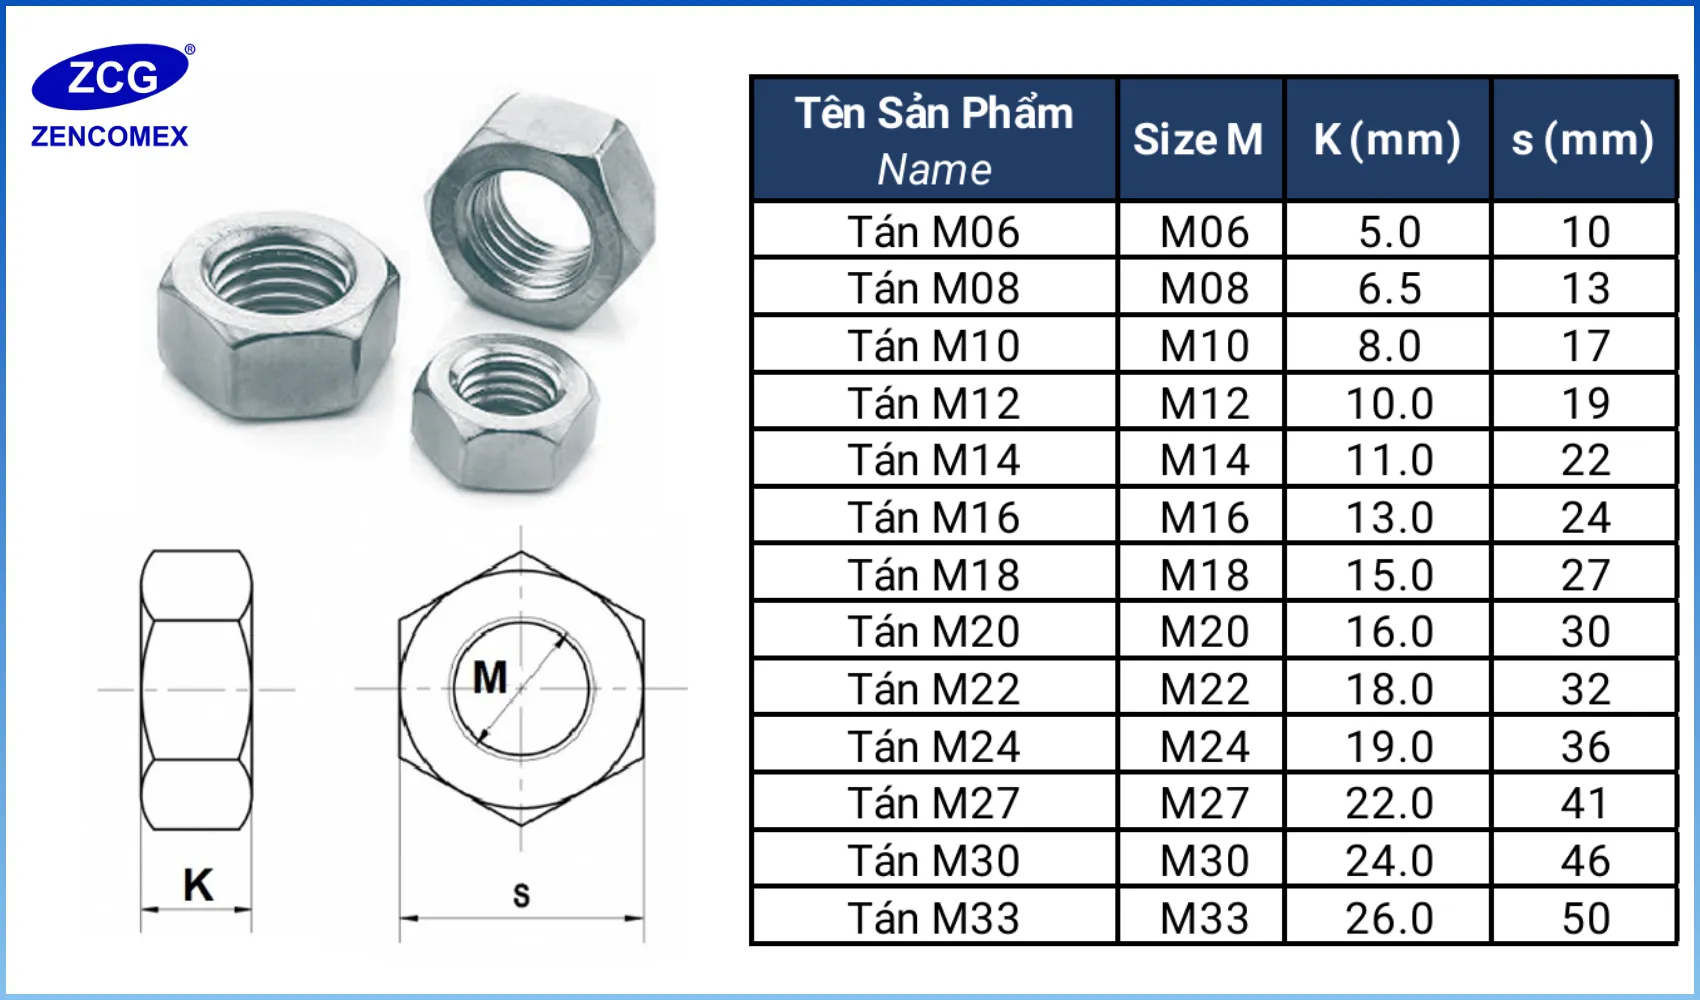 ZCG®
ZENCOMEX
Tên Sản Phẩm Size M K (mm) s (mm)
Name
Tán M06 M06 5.0 10
Tán M08 M08 6.5 13
Tán M10 M10 8.0 17
Tán M12 M12 10.0 19
Tán M14 M14 11.0 22
Tán M16 M16 13.0 24
Tán M18 M18 15.0 27
Tán M20 M20 16.0 30
Tán M22 M22 18.0 32
Tán M24 M24 19.0 36
Tán M27 M27 22.0 41
Tán M30 M30 24.0 46
Tán M33 M33 26.0 50
M
K
s